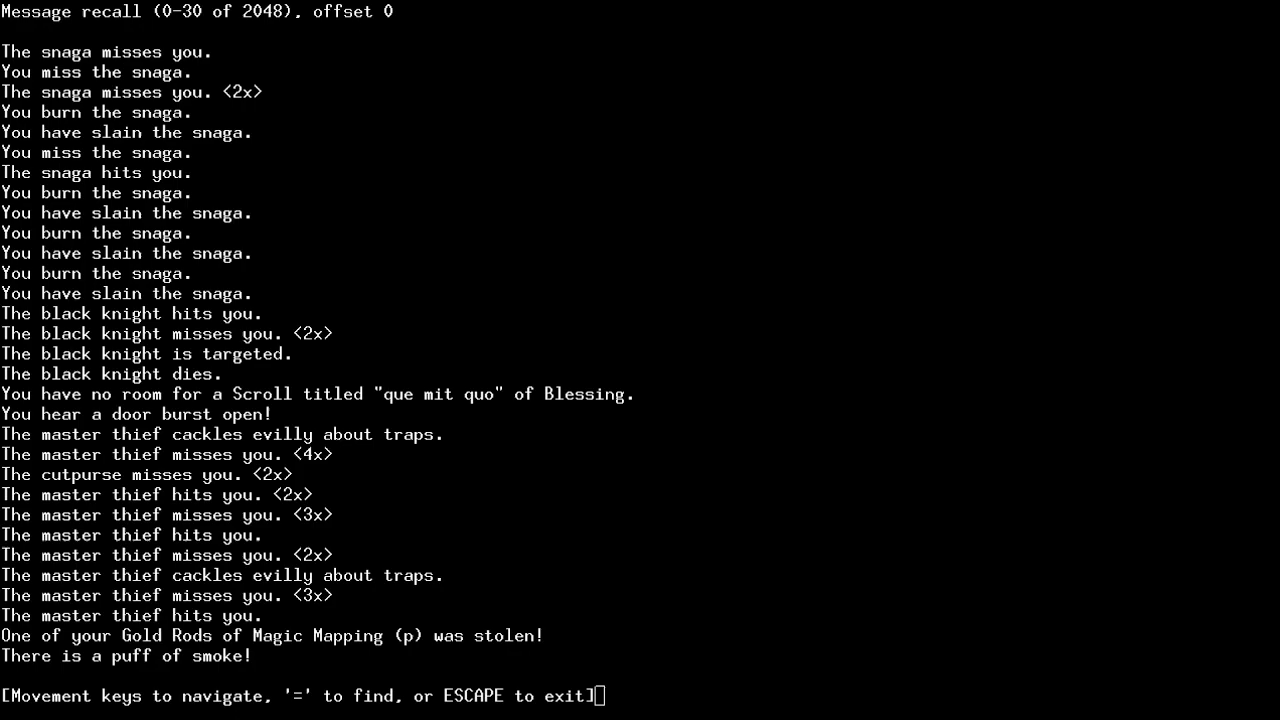 Message recall (0-30 of 2048), offset 0
The snaga misses you.
You miss the snaga.
The snaga misses you. <2x>
You burn the snaga.
You have slain the snaga.
You miss the snaga.
The snaga hits you.
You burn the snaga.
You have slain the snaga.
You burn the snaga.
You have slain the snaga.
You burn the snaga.
You have slain the snaga.
The black knight hits you.
The black knight misses you. <2x>
The black knight is targeted.
The black knight dies.
You have no room for a Scroll titled "que mit quo" of Blessing.
You hear a door burst open!
The master thief cackles evilly about traps.
The master thief misses you. <4x>
The cutpurse misses you. <2x>
The master thief hits you. <2x>
The master thief misses you. <3x>
The master thief hits you.
The master thief misses you. <2x>
The master thief cackles evilly about traps.
The master thief misses you. <3x>
The master thief hits you.
One of your Gold Rods of Magic Mapping (p) was stolen!
There is a puff of smoke!
[Movement keys to navigate, '=' to find, or ESCAPE to exit]